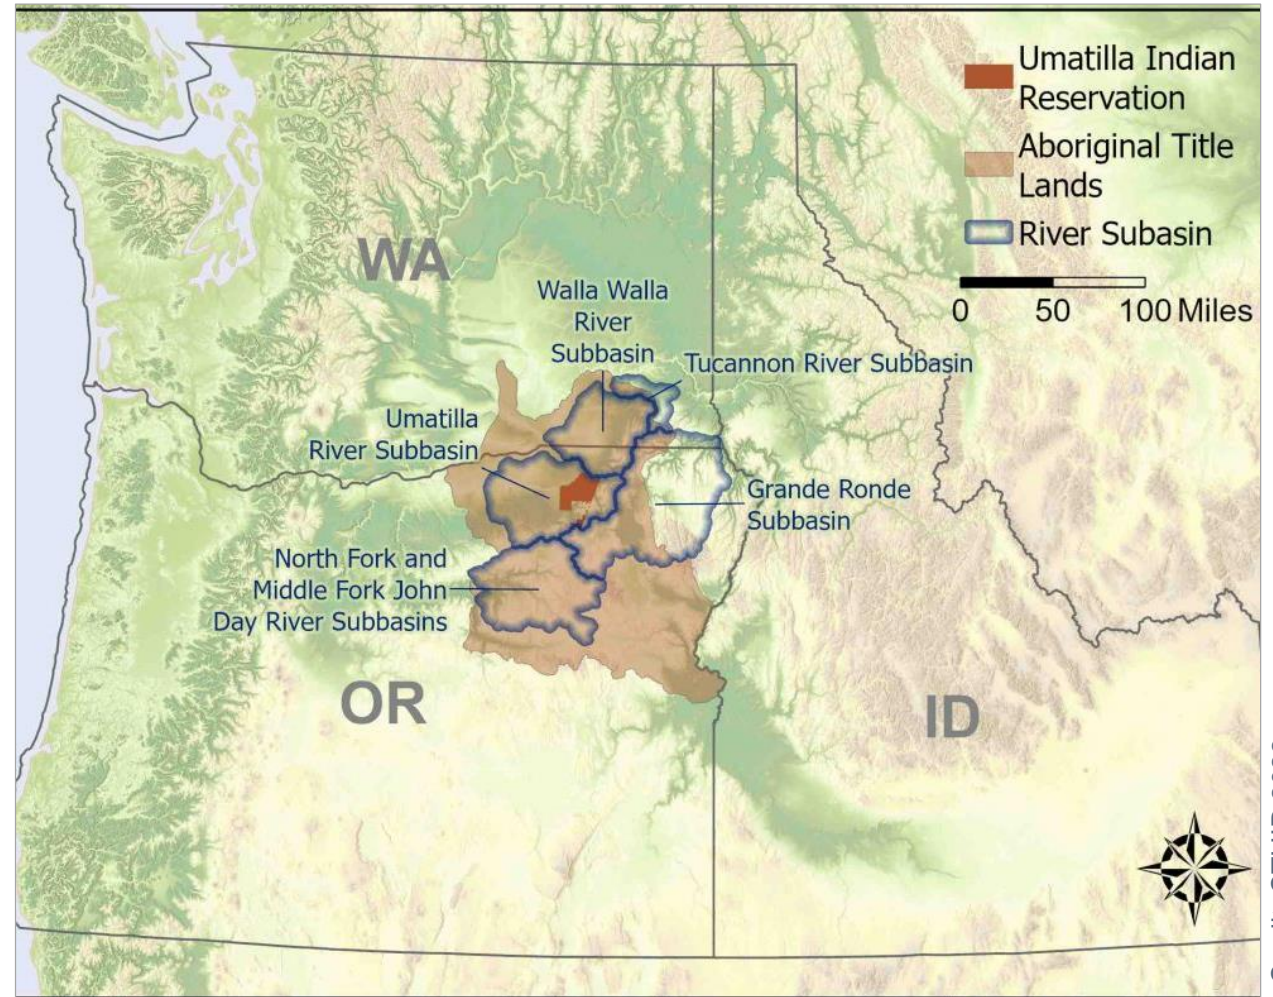 Umatilla Indian
Reservation
Aboriginal Title
Lands
River Subasin
0 50 100 Miles
WA
Walla Walla
River
Subbasin
Tucannon River Subbasin
Umatilla
River Subbasin
Grande Ronde
Subbasin
North Fork and
Middle Fork John
Day River Subbasins
OR
ID